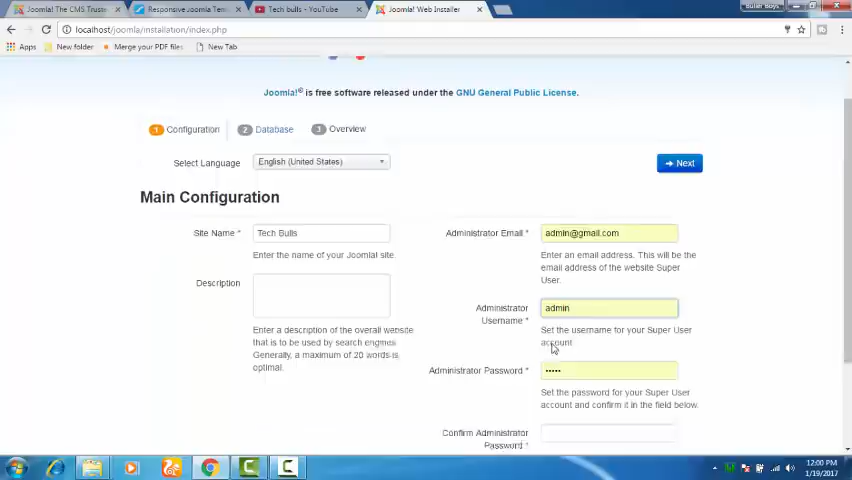 Buller Boys
Joomla! The CMS Truste
Responsive Joomla Tem
Tech bulls - YouTube
Joomla! Web Installer
localhost/joomla/installation/index.php
Apps
New folder
Merge your PDF files
New Tab
Joomla!® is free software released under the GNU General Public License.
1 Configuration
2 Database
3 Overview
Select Language
English (United States)
Next
Main Configuration
Site Name *
Tech Bulls
Enter the name of your Joomla! site.
Description
Enter a description of the overall website
that is to be used by search engines.
Generally, a maximum of 20 words is
optimal.
Administrator Email *
admin@gmail.com
Enter an email address. This will be the
email address of the website Super
User.
Administrator
Username *
admin
Set the username for your Super User
account.
Administrator Password *
•••••
Set the password for your Super User
account and confirm it in the field below.
Confirm Administrator
Password *
12:00 PM
1/19/2017